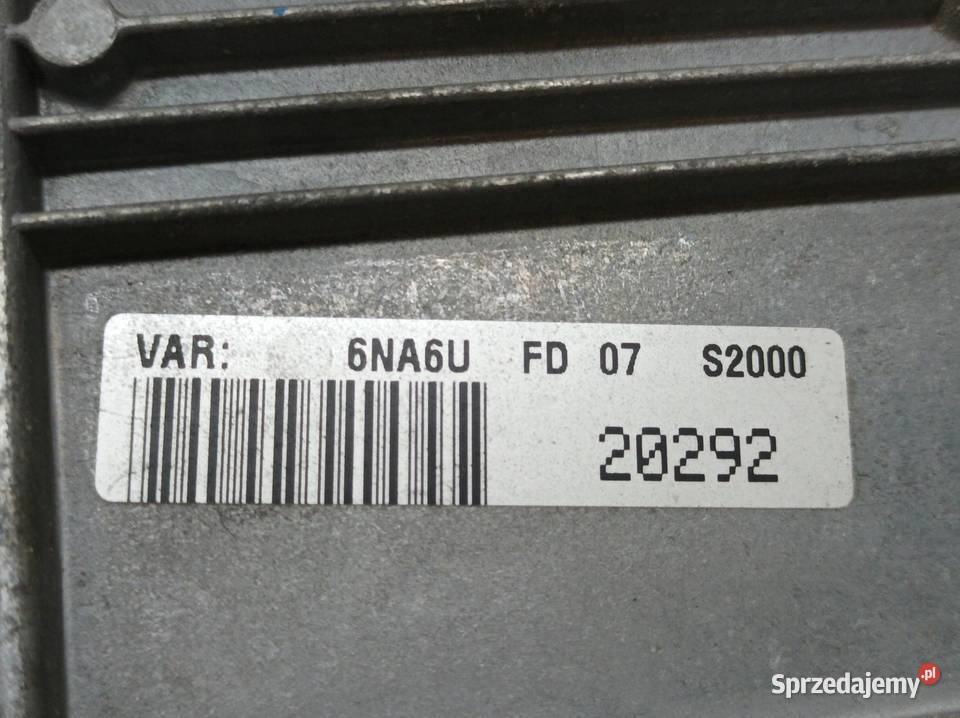 VAR: 6NA6U FD 07 S2000
20292
Sprzedajemy.pl